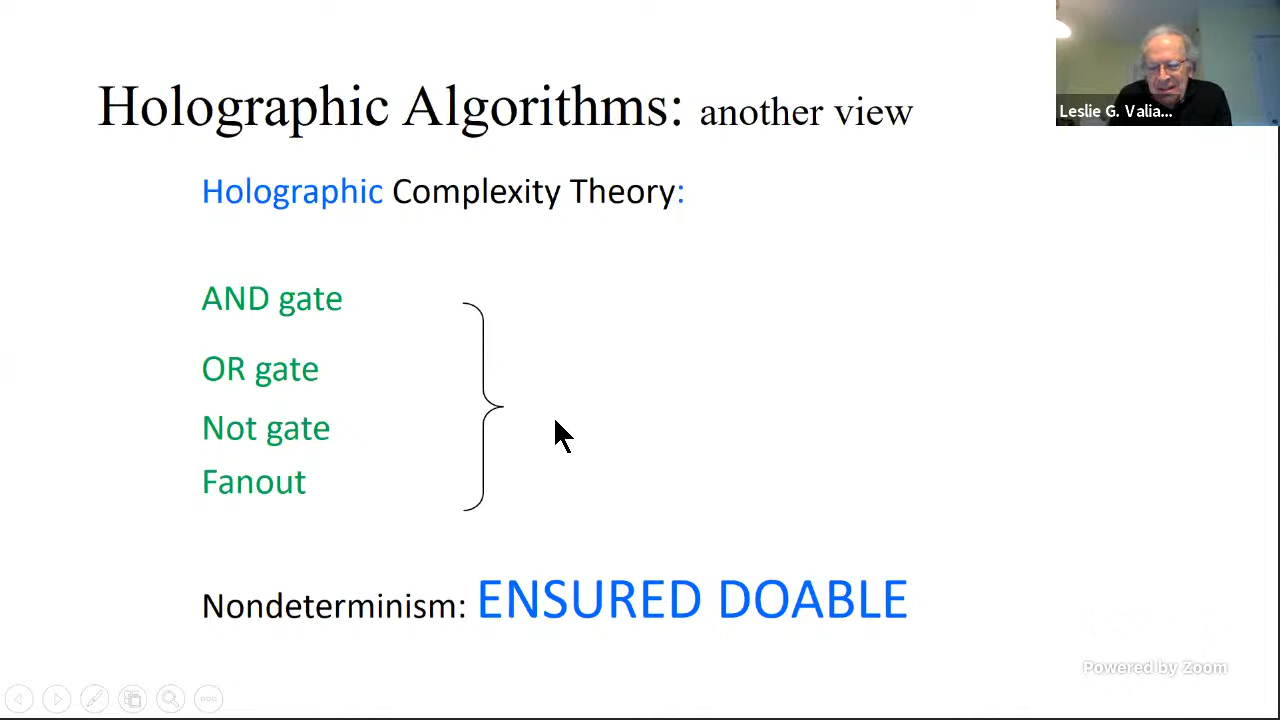 Holographic Algorithms: another view
Leslie G. Valia...
Holographic Complexity Theory:
AND gate
OR gate
Not gate
Fanout
Nondeterminism: ENSURED DOABLE
Powered by Zoom